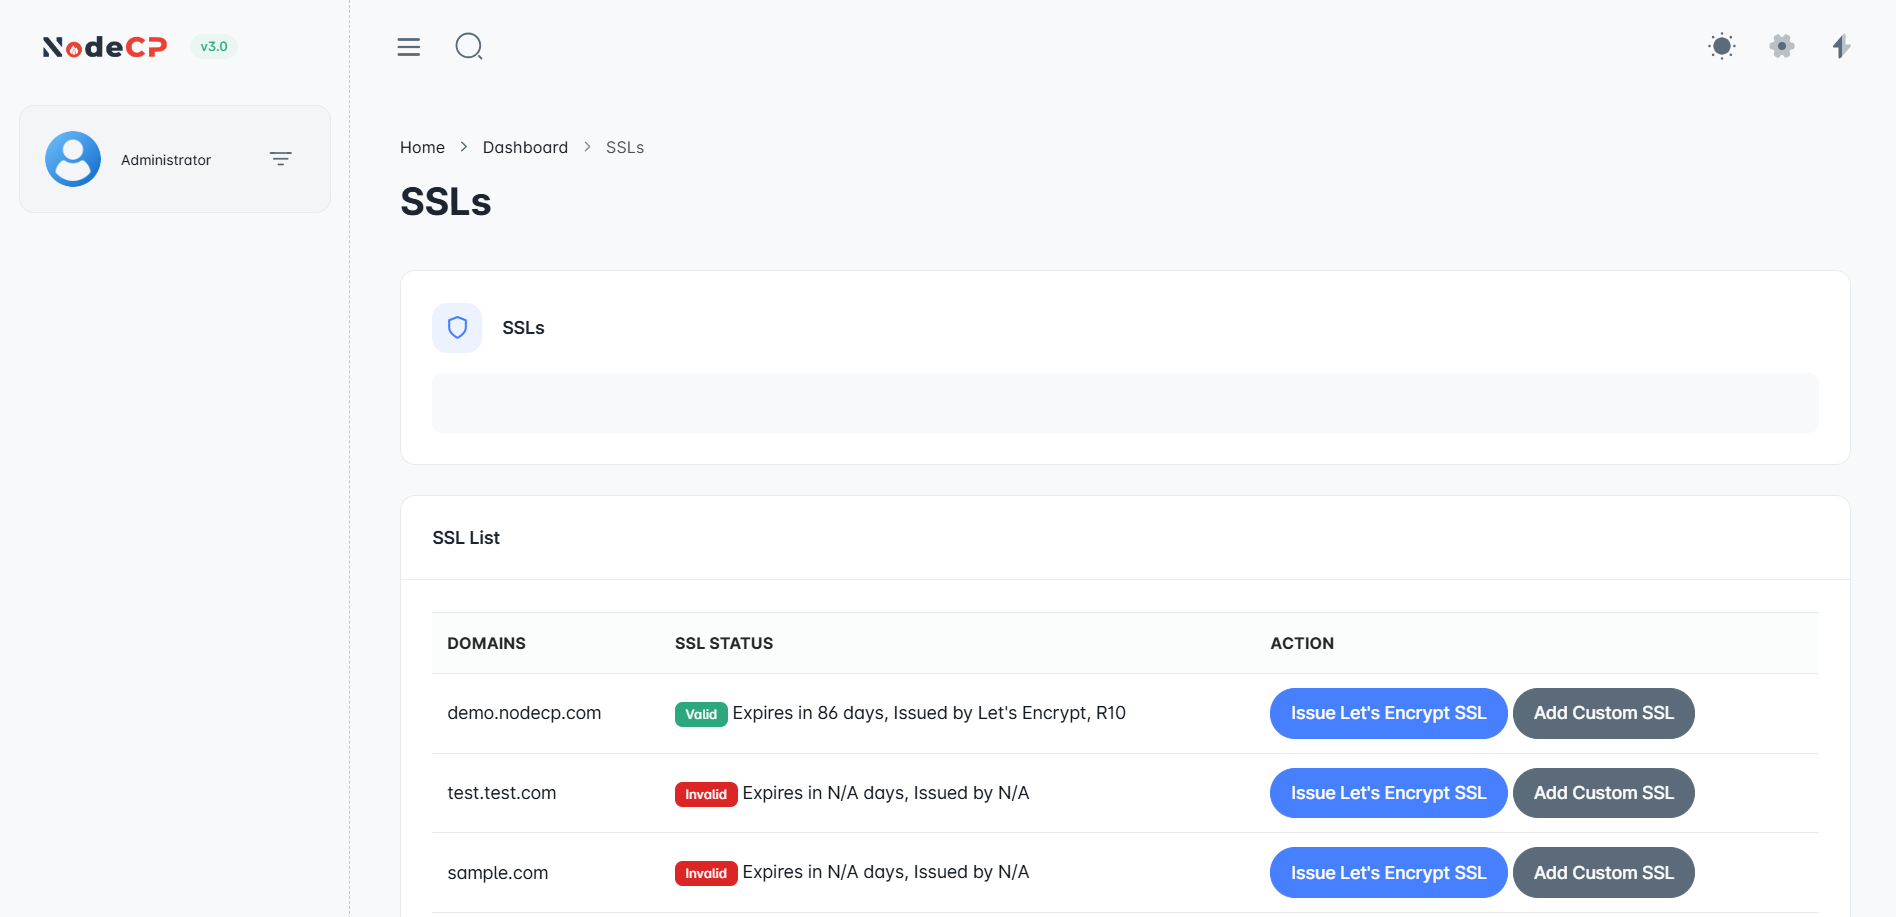 NodeCP v3.0
Administrator
Home > Dashboard > SSLs
SSLs
SSLs
SSL List
DOMAINS SSL STATUS ACTION
demo.nodecp.com Valid Expires in 86 days, Issued by Let's Encrypt, R10 Issue Let's Encrypt SSL Add Custom SSL
test.test.com Invalid Expires in N/A days, Issued by N/A Issue Let's Encrypt SSL Add Custom SSL
sample.com Invalid Expires in N/A days, Issued by N/A Issue Let's Encrypt SSL Add Custom SSL